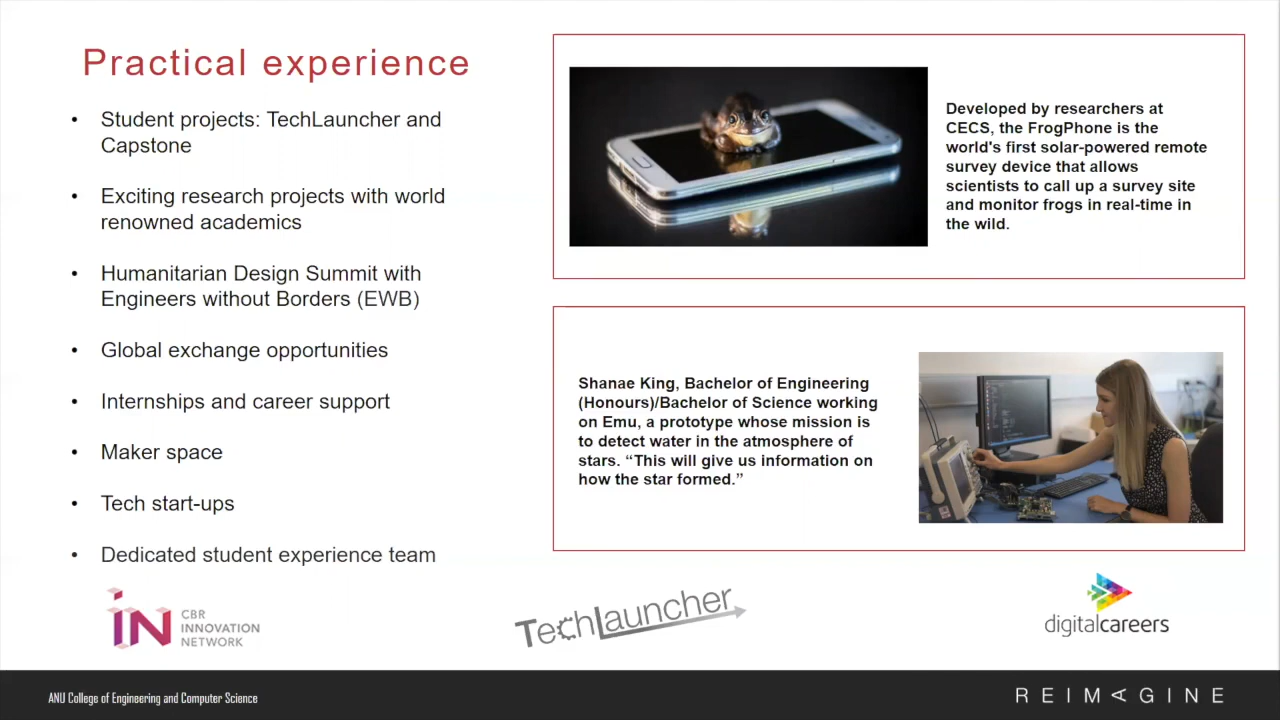 Practical experience
• Student projects: TechLauncher and
Capstone
• Exciting research projects with world
renowned academics
• Humanitarian Design Summit with
Engineers without Borders (EWB)
• Global exchange opportunities
• Internships and career support
• Maker space
• Tech start-ups
• Dedicated student experience team
Developed by researchers at
CECS, the FrogPhone is the
world's first solar-powered remote
survey device that allows
scientists to call up a survey site
and monitor frogs in real-time in
the wild.
Shanae King, Bachelor of Engineering
(Honours)/Bachelor of Science working
on Emu, a prototype whose mission is
to detect water in the atmosphere of
stars. “This will give us information on
how the star formed.”
iN CBR
INNOVATION
NETWORK
TechLauncher
digitalcareers
ANU College of Engineering and Computer Science
REIMAGINE